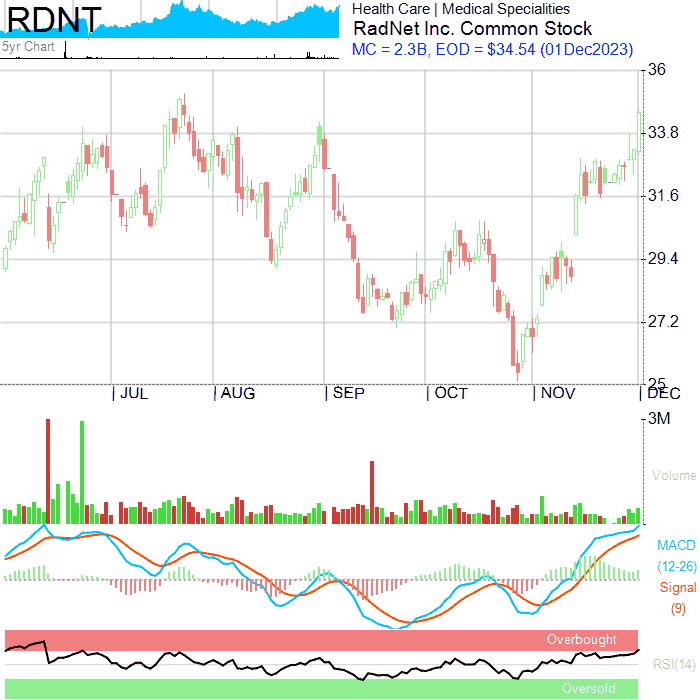 RDNT
5yr Chart
Health Care | Medical Specialities
RadNet Inc. Common Stock
MC = 2.3B, EOD = $34.54 (01Dec2023)
36
33.8
31.6
29.4
27.2
25
JUL
AUG
SEP
OCT
NOV
DEC
3M
Volume
MACD
(12-26)
Signal
(9)
Overbought
RSI(14)
Oversold